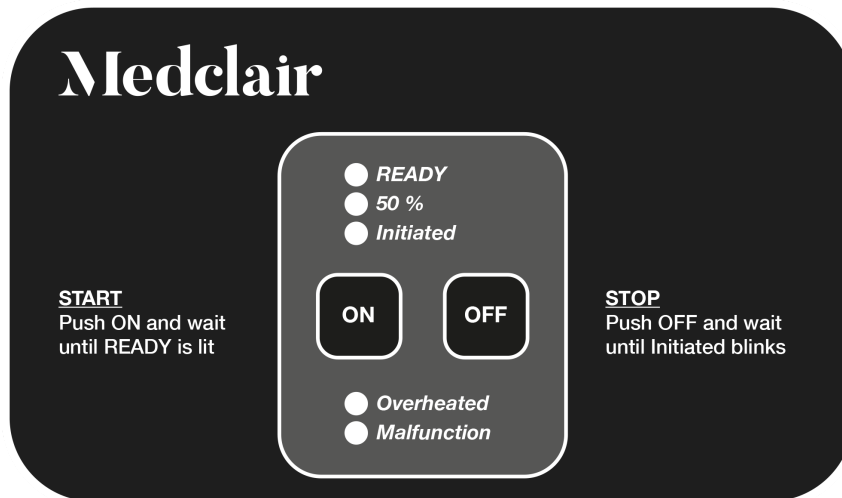 Medclair
READY
50 %
Initiated
START
Push ON and wait
until READY is lit
ON
OFF
STOP
Push OFF and wait
until Initiated blinks
Overheated
Malfunction